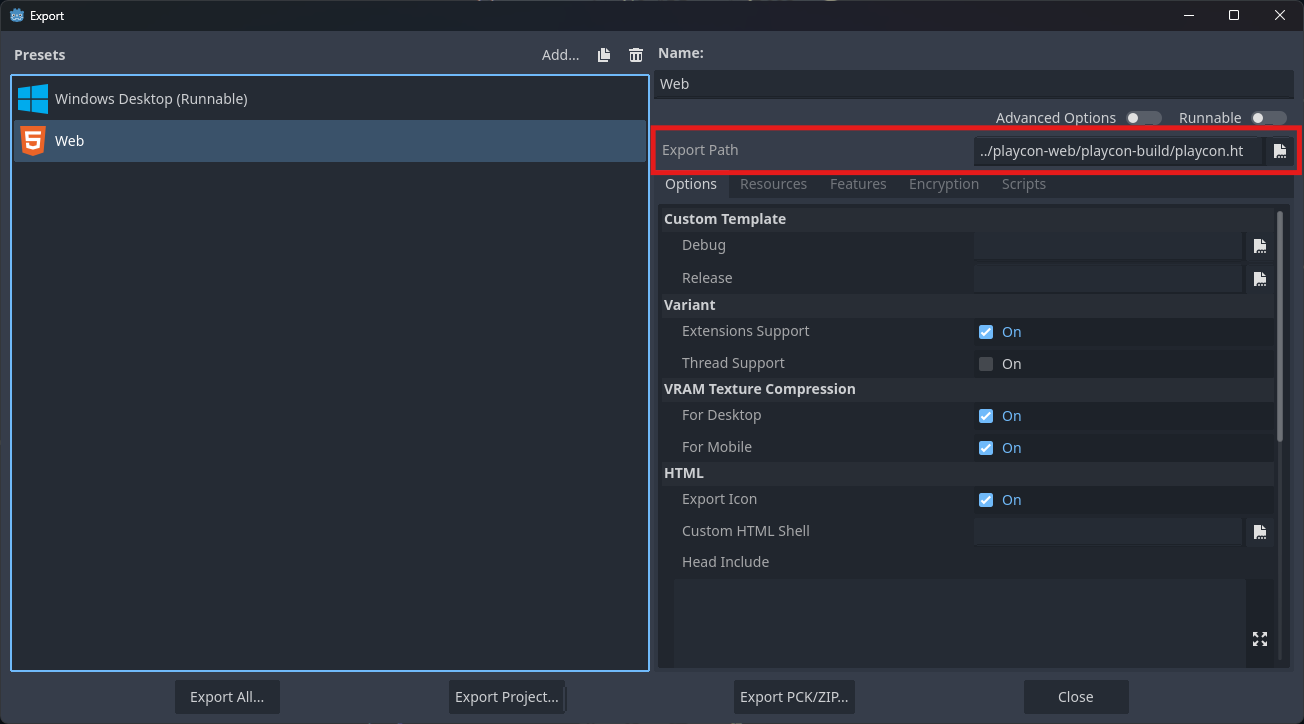 Export
Presets
Add...
Windows Desktop (Runnable)
Web
Name:
Web
Advanced Options
Runnable
Export Path
../playcon-web/playcon-build/playcon.ht
Options Resources Features Encryption Scripts
Custom Template
Debug
Release
Variant
Extensions Support On
Thread Support On
VRAM Texture Compression
For Desktop On
For Mobile On
HTML
Export Icon On
Custom HTML Shell
Head Include
Export All... Export Project... Export PCK/ZIP... Close